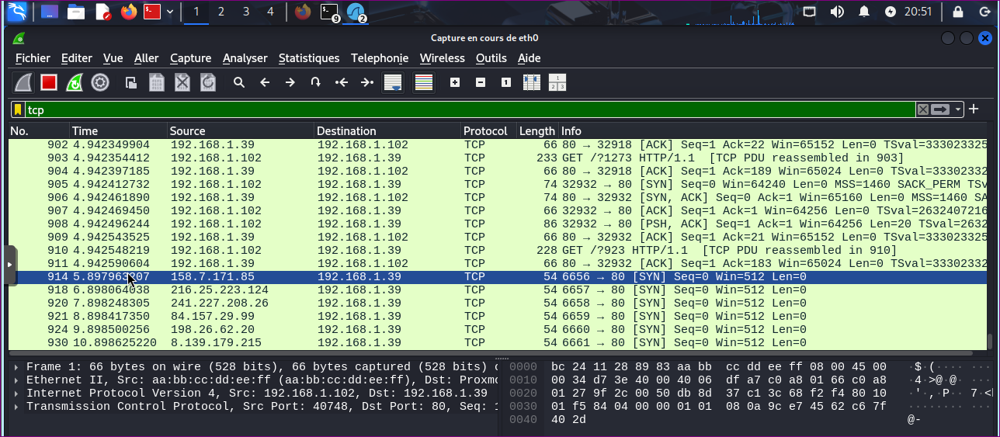 1 2 3 4 9 2 20:51
Capture en cours de eth0
Fichier Editer Vue Aller Capture Analyser Statistiques Telephonie Wireless Outils Aide
tcp
No. Time Source Destination Protocol Length Info
902 4.942349904 192.168.1.39 192.168.1.102 TCP 66 80 → 32918 [ACK] Seq=1 Ack=22 Win=65152 Len=0 TSval=333023325
903 4.942354412 192.168.1.102 192.168.1.39 TCP 233 GET /?1273 HTTP/1.1 [TCP PDU reassembled in 903]
904 4.942397185 192.168.1.39 192.168.1.102 TCP 66 80 → 32918 [ACK] Seq=1 Ack=189 Win=65024 Len=0 TSval=33302332
905 4.942412732 192.168.1.102 192.168.1.39 TCP 74 32932 → 80 [SYN] Seq=0 Win=64240 Len=0 MSS=1460 SACK_PERM TSv
906 4.942461890 192.168.1.39 192.168.1.102 TCP 74 80 → 32932 [SYN, ACK] Seq=0 Ack=1 Win=65160 Len=0 MSS=1460 SA
907 4.942469450 192.168.1.102 192.168.1.39 TCP 66 32932 → 80 [ACK] Seq=1 Ack=1 Win=64256 Len=0 TSval=2632407216
908 4.942496244 192.168.1.102 192.168.1.39 TCP 86 32932 → 80 [PSH, ACK] Seq=1 Ack=1 Win=64256 Len=20 TSval=2632
909 4.942543525 192.168.1.39 192.168.1.102 TCP 66 80 → 32932 [ACK] Seq=1 Ack=21 Win=65152 Len=0 TSval=333023325
910 4.942548219 192.168.1.102 192.168.1.39 TCP 228 GET /?923 HTTP/1.1 [TCP PDU reassembled in 910]
911 4.942590604 192.168.1.39 192.168.1.102 TCP 66 80 → 32932 [ACK] Seq=1 Ack=183 Win=65024 Len=0 TSval=33302332
914 158.7.171.85 192.168.1.39 TCP 54 6656 → 80 [SYN] Seq=0 Win=512 Len=0
918 216.25.223.124 192.168.1.39 TCP 54 6657 → 80 [SYN] Seq=0 Win=512 Len=0
920 7.898248305 241.227.208.26 192.168.1.39 TCP 54 6658 → 80 [SYN] Seq=0 Win=512 Len=0
921 8.898417350 84.157.29.99 192.168.1.39 TCP 54 6659 → 80 [SYN] Seq=0 Win=512 Len=0
924 9.898500256 198.26.62.20 192.168.1.39 TCP 54 6660 → 80 [SYN] Seq=0 Win=512 Len=0
930 10.898625220 8.139.179.215 192.168.1.39 TCP 54 6661 → 80 [SYN] Seq=0 Win=512 Len=0
Frame 1: 66 bytes on wire (528 bits), 66 bytes captured (528 bits)
Ethernet II, Src: aa:bb:cc:dd:ee:ff (aa:bb:cc:dd:ee:ff), Dst: Proxmo
Internet Protocol Version 4, Src: 192.168.1.102, Dst: 192.168.1.39
Transmission Control Protocol, Src Port: 40748, Dst Port: 80, Seq: 1
0000 bc 24 11 28 89 83 aa bb cc dd ee ff 08 00 45 00 ·$·(···· ······E·
0010 00 34 d7 3e 40 00 40 06 df a7 c0 a8 01 66 c0 a8 ·4·>@·@·
0020 01 27 9f 2c 00 50 db 8d 37 c1 3c 68 f2 f4 80 10 ·'·,·P·· 7·<
0030 01 f5 84 04 00 00 01 01 08 0a 9c e7 45 62 c6 7f
0040 40 2d @-